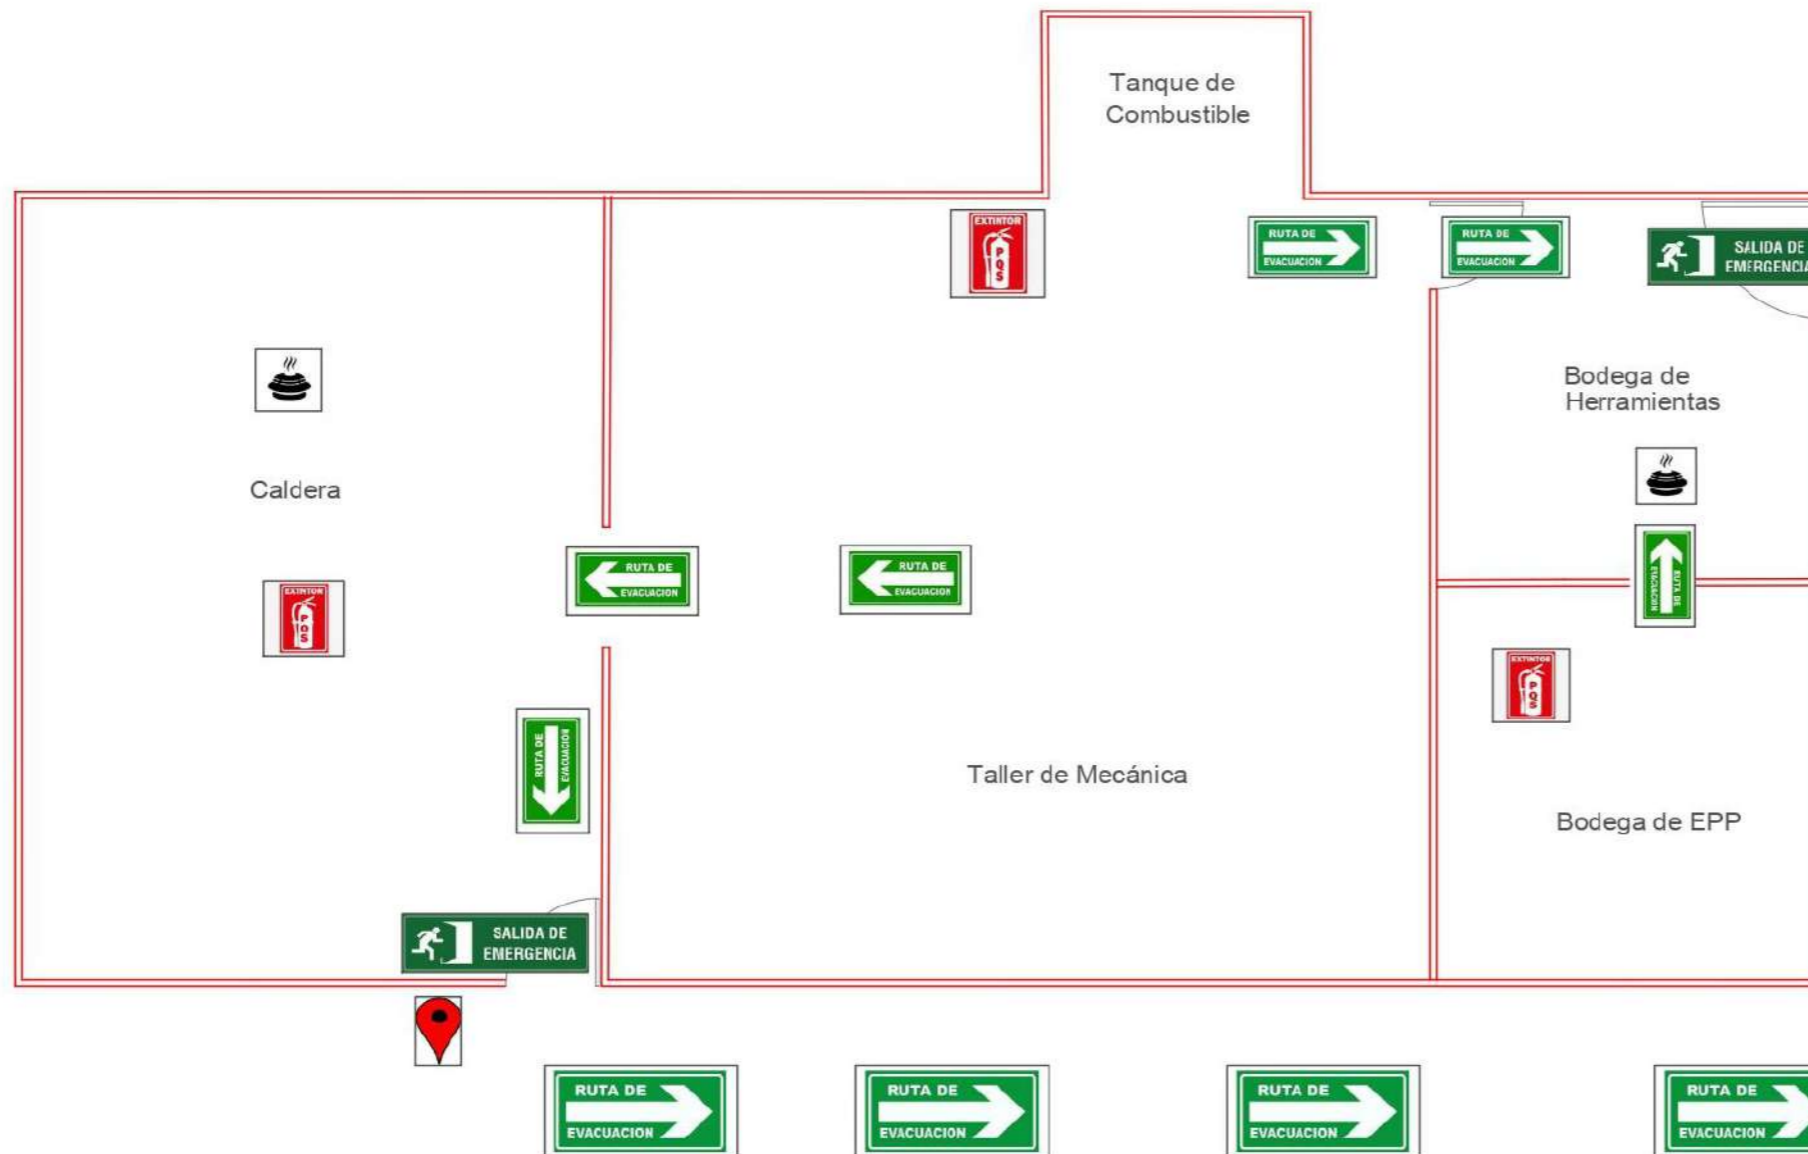 Tanque de
Combustible
EXTINTOR
PQS
RUTA DE
EVACUACION
RUTA DE
EVACUACION
SALIDA DE
EMERGENCIA
Bodega de
Herramientas
Caldera
RUTA DE
EVACUACION
RUTA DE
EVACUACION
RUTA DE
EVACUACION
EXTINTOR
PQS
EXTINTOR
PQS
RUTA DE
EVACUACION
Taller de Mecánica
Bodega de EPP
SALIDA DE
EMERGENCIA
RUTA DE
EVACUACION
RUTA DE
EVACUACION
RUTA DE
EVACUACION
RUTA DE
EVACUACION